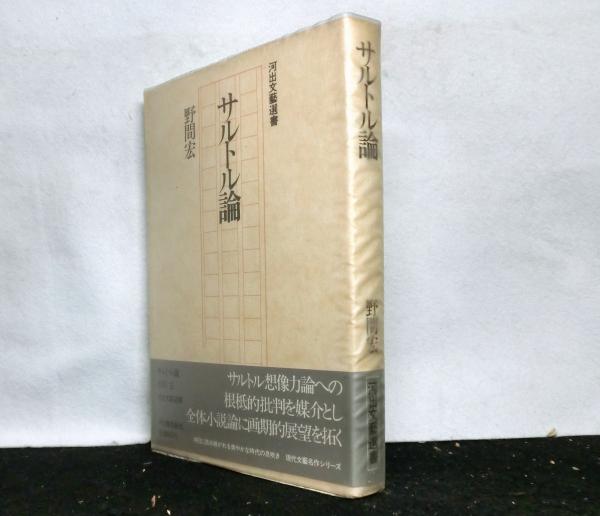 河出文藝選書
サルトル論
野間宏
サルトル想像力論への
根柢的批判を媒介とし
全体小説論に画期的展望を拓く
現代文藝名作シリーズ
サルトル論
野間宏
河出文藝選書